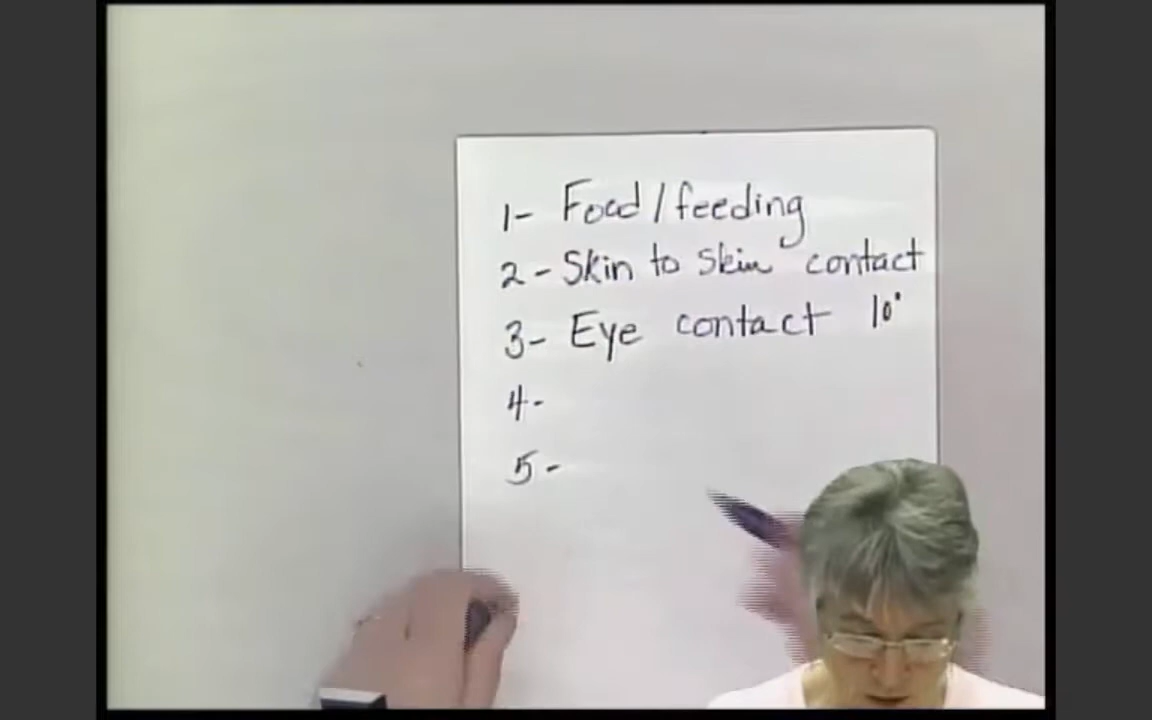 1- Food/feeding
2- Skin to skin contact
3- Eye contact 10"
4-
5-